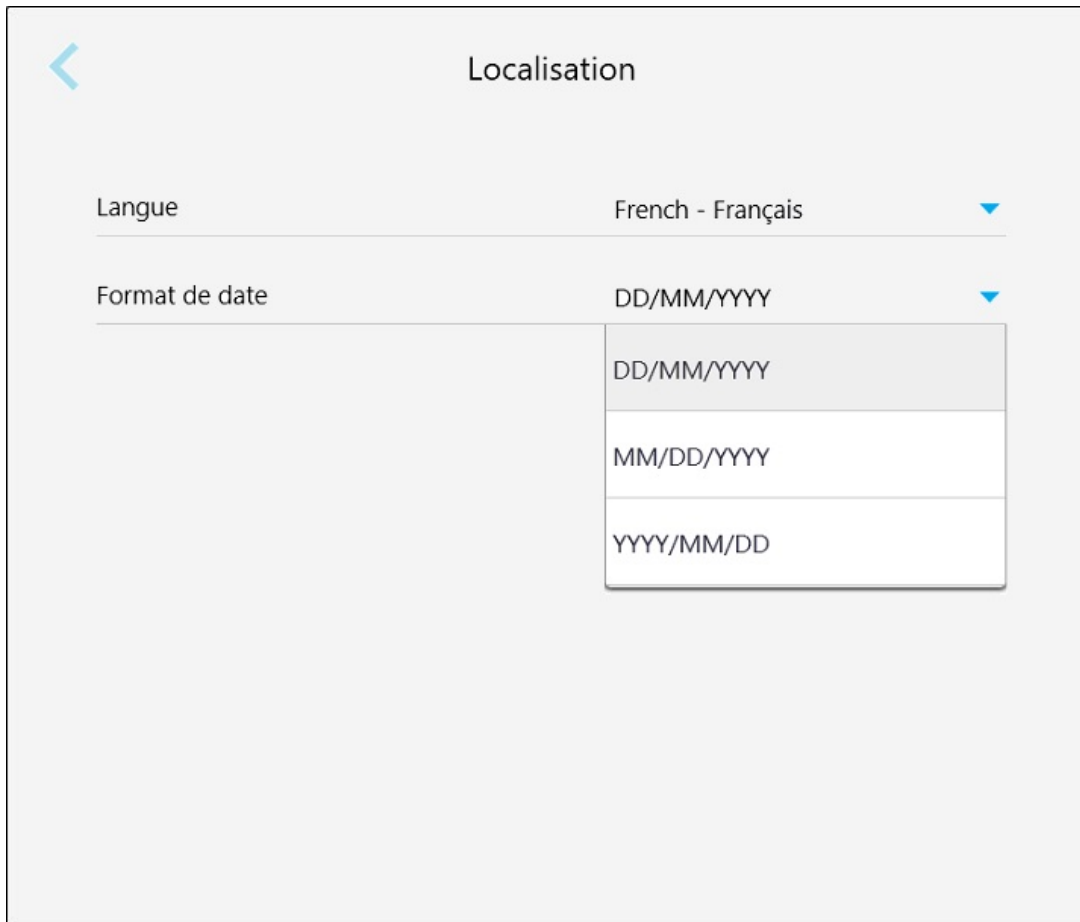 Localisation
Langue French - Français
Format de date DD/MM/YYYY
DD/MM/YYYY
MM/DD/YYYY
YYYY/MM/DD